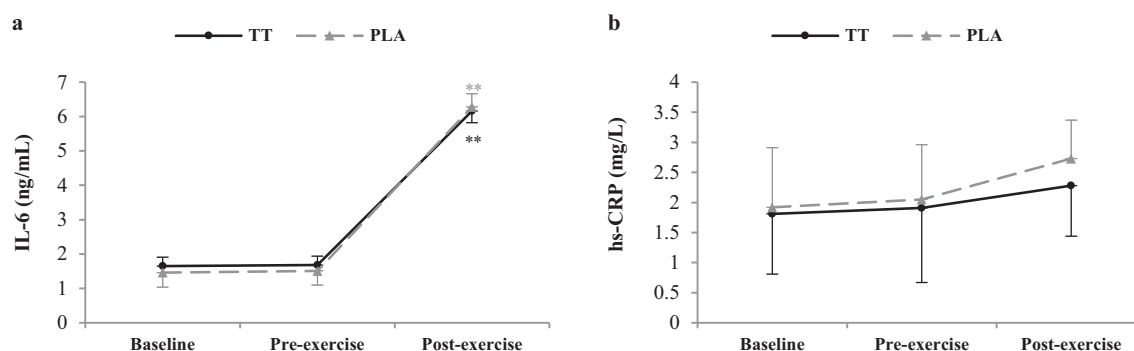 a
TT PLA
IL-6 (ng/mL)
7
6
5
4
3
2
1
0
**
**
Baseline Pre-exercise Post-exercise
b
TT PLA
hs-CRP (mg/L)
4
3.5
3
2.5
2
1.5
1
0.5
0
Baseline Pre-exercise Post-exercise